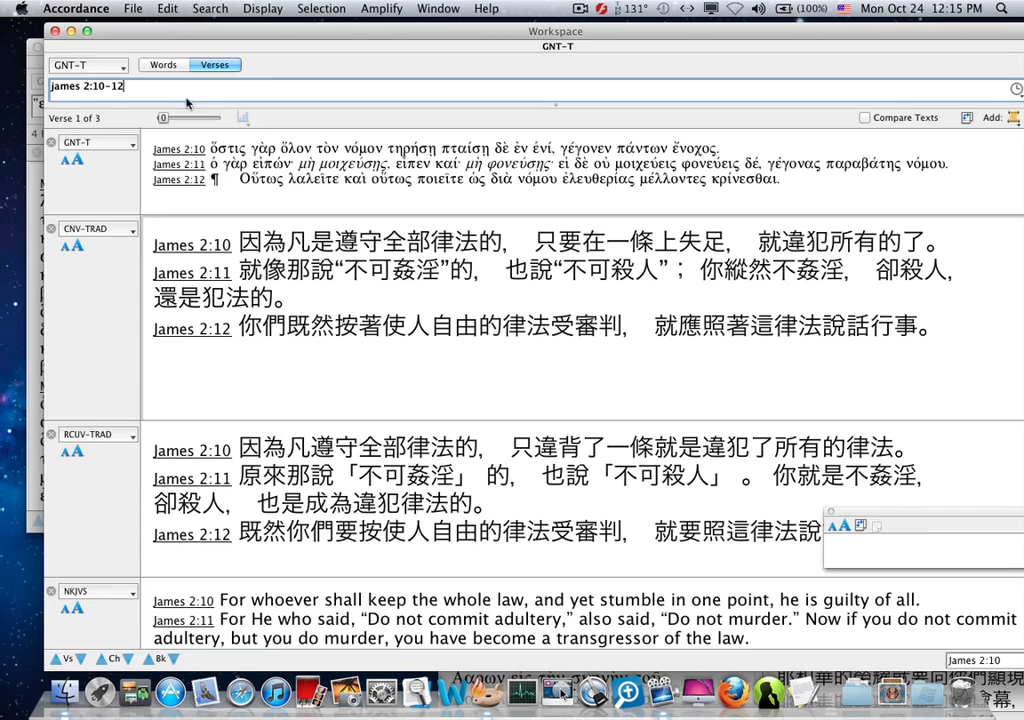 Accordance File Edit Search Display Selection Amplify Window Help 131° (100%) Mon Oct 24 12:15 PM
Workspace
GNT-T
GNT-T Words Verses
james 2:10-12
Verse 1 of 3 0 Compare Texts Add:
GNT-T
James 2:10 ὅστις γὰρ ὅλον τὸν νόμον τηρήσῃ πταίσῃ δὲ ἐν ἑνί, γέγονεν πάντων ἔνοχος.
James 2:11 ὁ γὰρ εἰπών· μὴ μοιχεύσῃς, εἶπεν καί· μὴ φονεύσῃς· εἰ δὲ οὐ μοιχεύεις φονεύεις δέ, γέγονας παραβάτης νόμου.
James 2:12 ¶ Οὕτως λαλεῖτε καὶ οὕτως ποιεῖτε ὡς διὰ νόμου ἐλευθερίας μέλλοντες κρίνεσθαι.
CNV-TRAD
James 2:10 因為凡是遵守全部律法的，只要在一條上失足，就違犯所有的了。
James 2:11 就像那說“不可姦淫”的，也說“不可殺人”；你縱然不姦淫，卻殺人，
還是犯法的。
James 2:12 你們既然按著使人自由的律法受審判，就應照著這律法說話行事。
RCUV-TRAD
James 2:10 因為凡遵守全部律法的，只違背了一條就是違犯了所有的律法。
James 2:11 原來那說「不可姦淫」的，也說「不可殺人」。你就是不姦淫，
卻殺人，也是成為違犯律法的。
James 2:12 既然你們要按使人自由的律法受審判，就要照這律法說
NKJVS
James 2:10 For whoever shall keep the whole law, and yet stumble in one point, he is guilty of all.
James 2:11 For He who said, “Do not commit adultery,” also said, “Do not murder.” Now if you do not commit
adultery, but you do murder, you have become a transgressor of the law.
Vs Ch Bk James 2:10